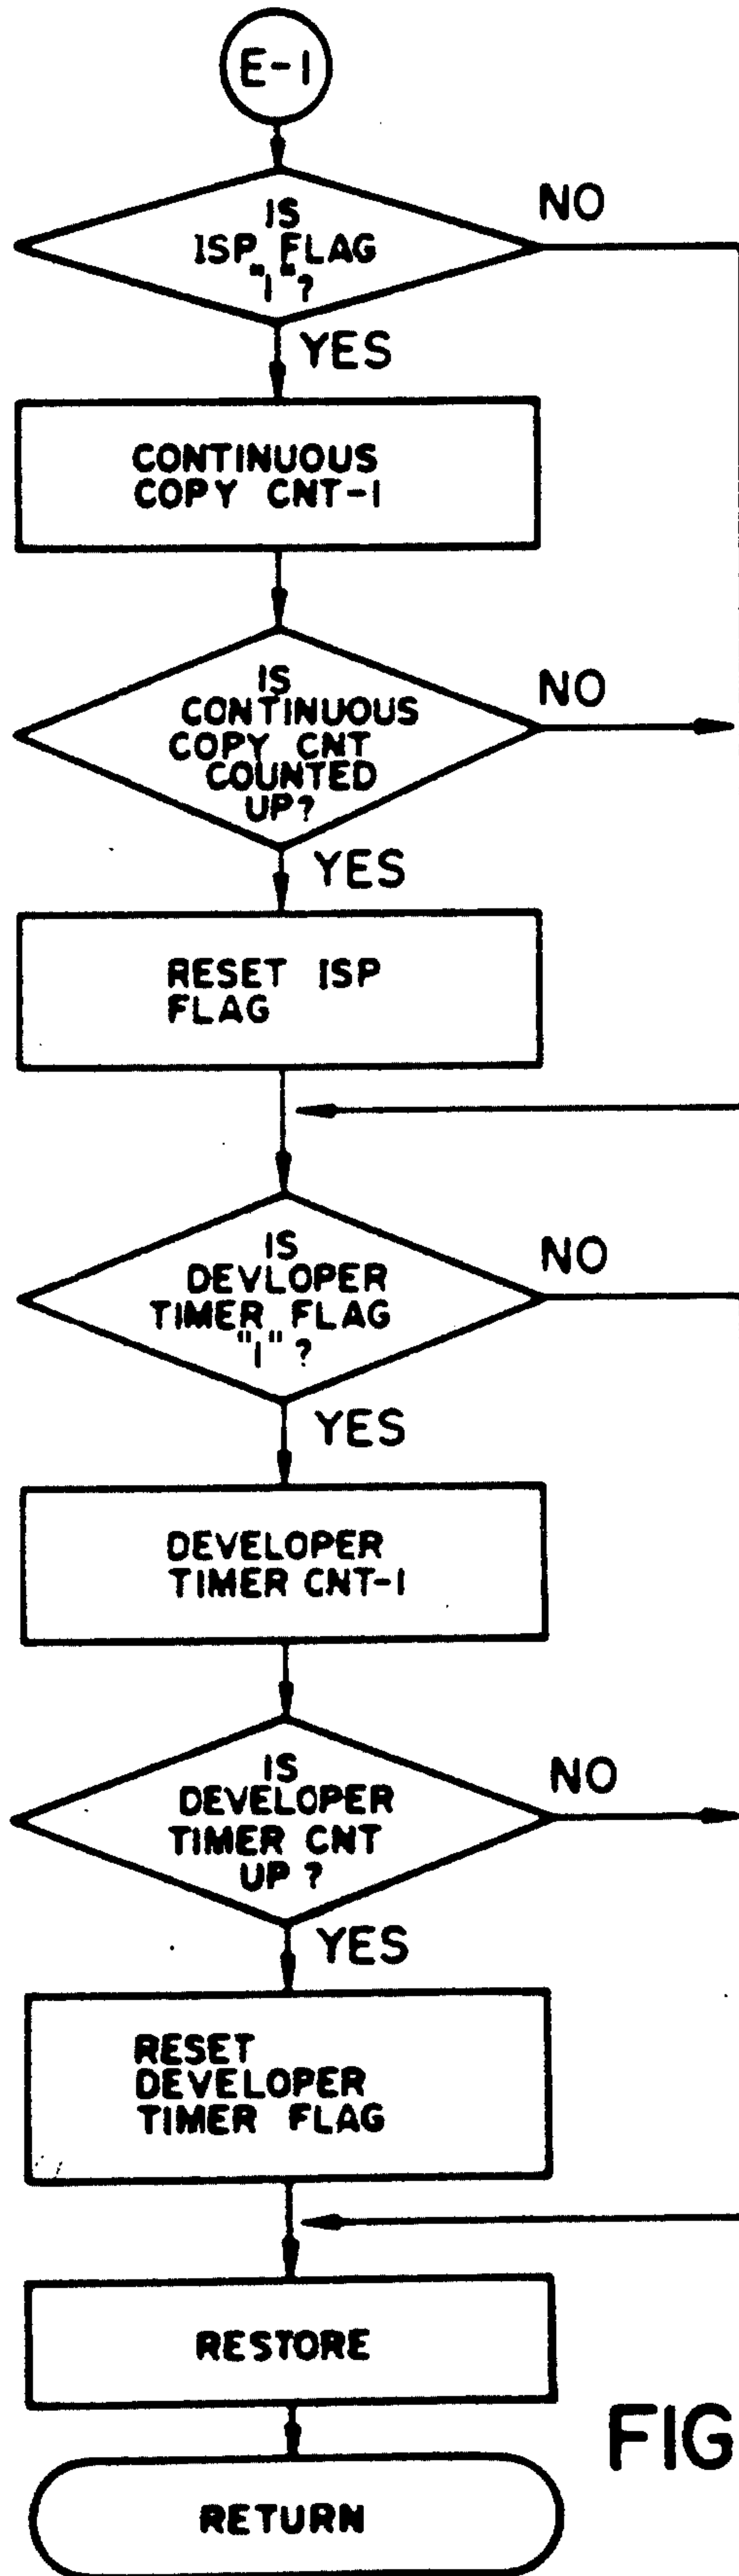 E-1
IS
ISP FLAG
"1"?
NO
YES
CONTINUOUS
COPY CNT-1
IS
CONTINUOUS
COPY CNT
COUNTED
UP?
NO
YES
RESET ISP
FLAG
IS
DEVLOPER
TIMER FLAG
"1" ?
NO
YES
DEVELOPER
TIMER CNT-1
IS
DEVELOPER
TIMER CNT
UP ?
NO
YES
RESET
DEVELOPER
TIMER FLAG
RESTORE
FIG
RETURN